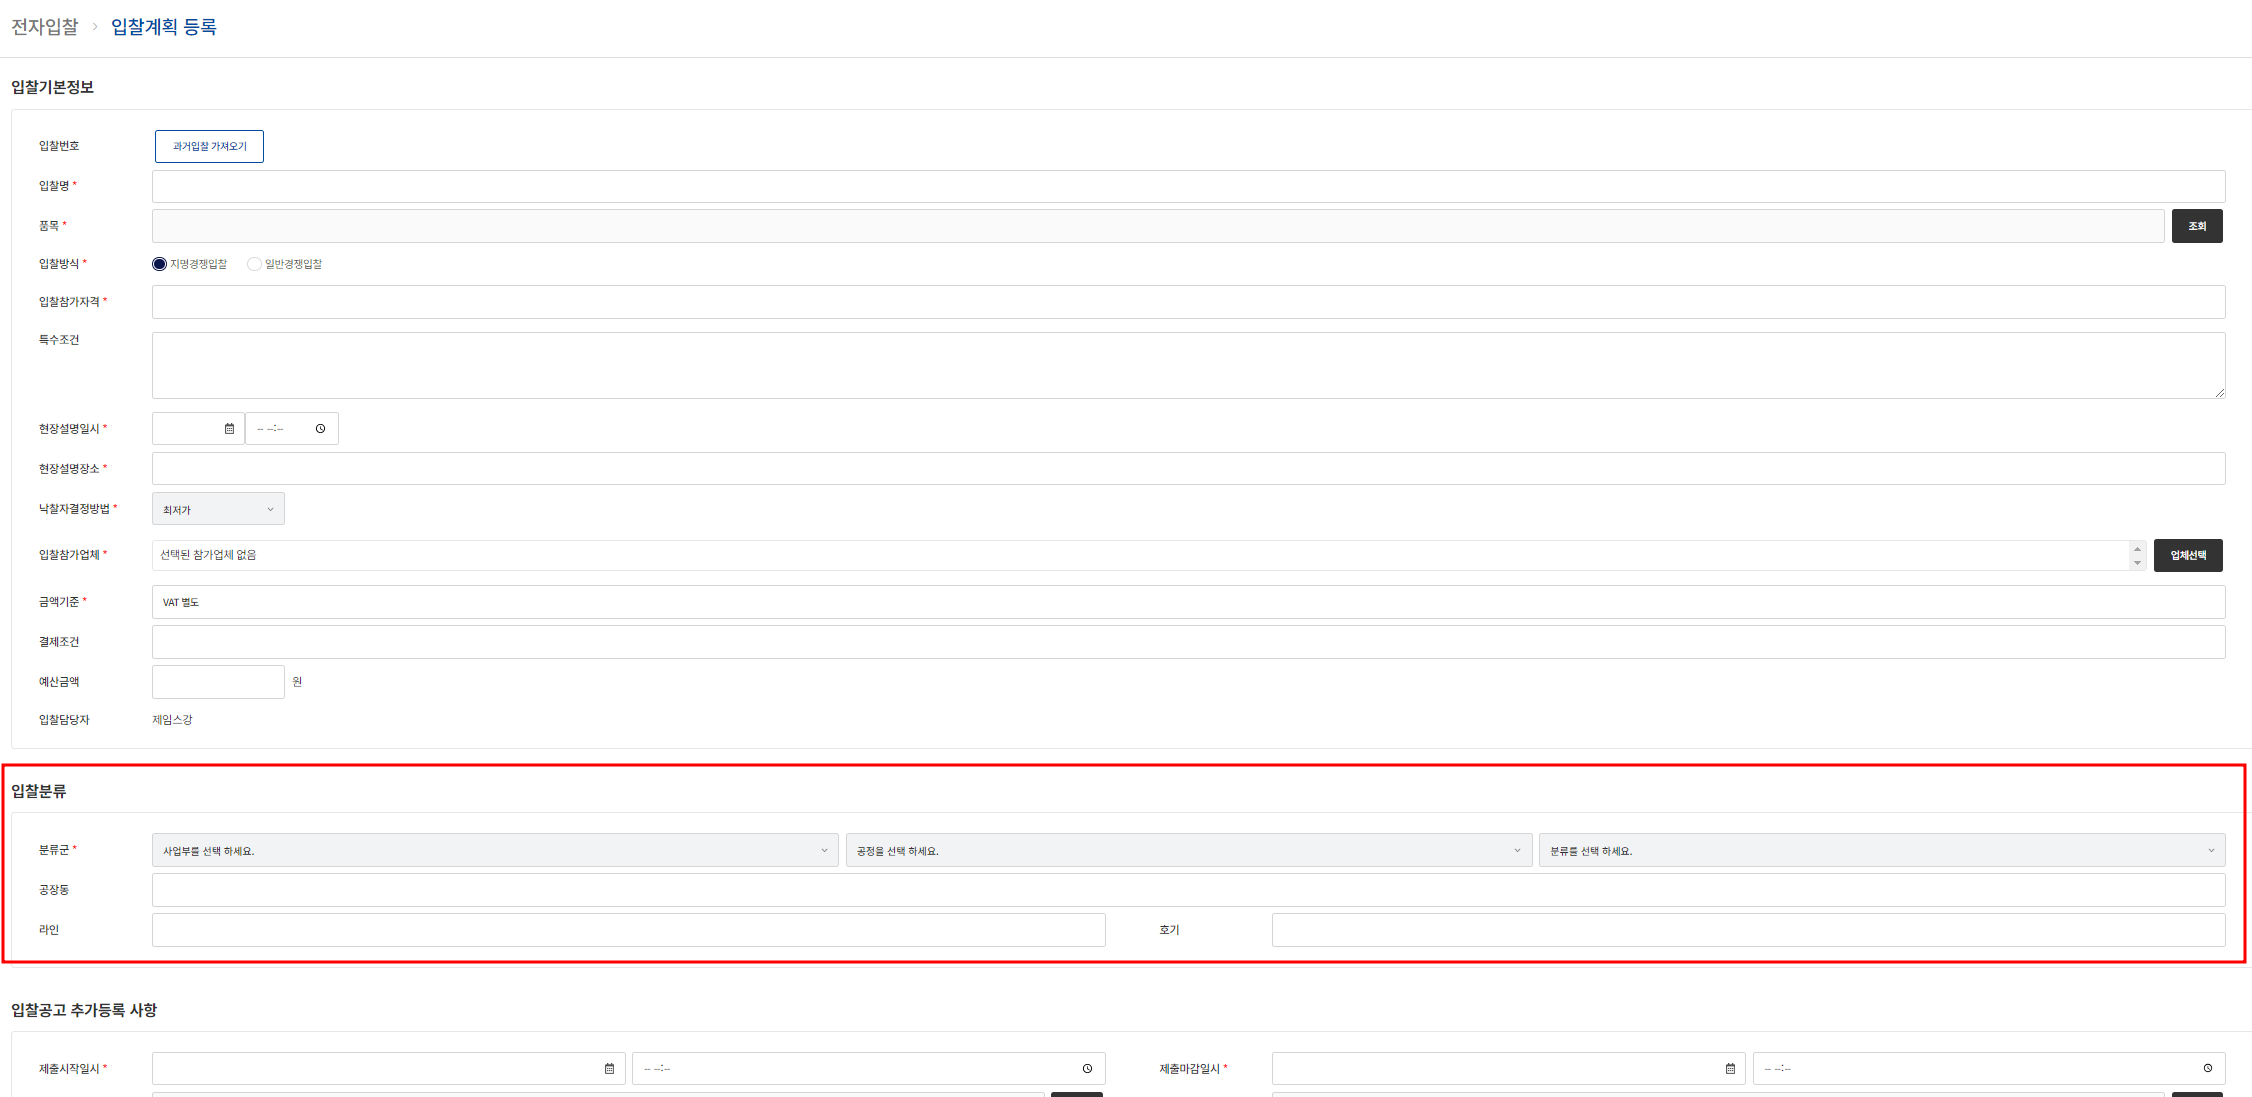 전자입찰 > 입찰계획 등록
입찰기본정보
입찰번호 과거입찰 가져오기
입찰명 *
품목 * 조회
입찰방식 * 지명경쟁입찰 일반경쟁입찰
입찰참가자격 *
특수조건
현장설명일시 * -- --:--
현장설명장소 *
낙찰자결정방법 * 최저가
입찰참가업체 * 선택된 참가업체 없음 업체선택
금액기준 * VAT 별도
결제조건
예산금액 원
입찰담당자 제임스강
입찰분류
분류군 * 사업부를 선택 하세요. 공정을 선택 하세요. 분류를 선택 하세요.
공장동
라인 호기
입찰공고 추가등록 사항
제출시작일시 * -- --:-- 제출마감일시 * -- --:--